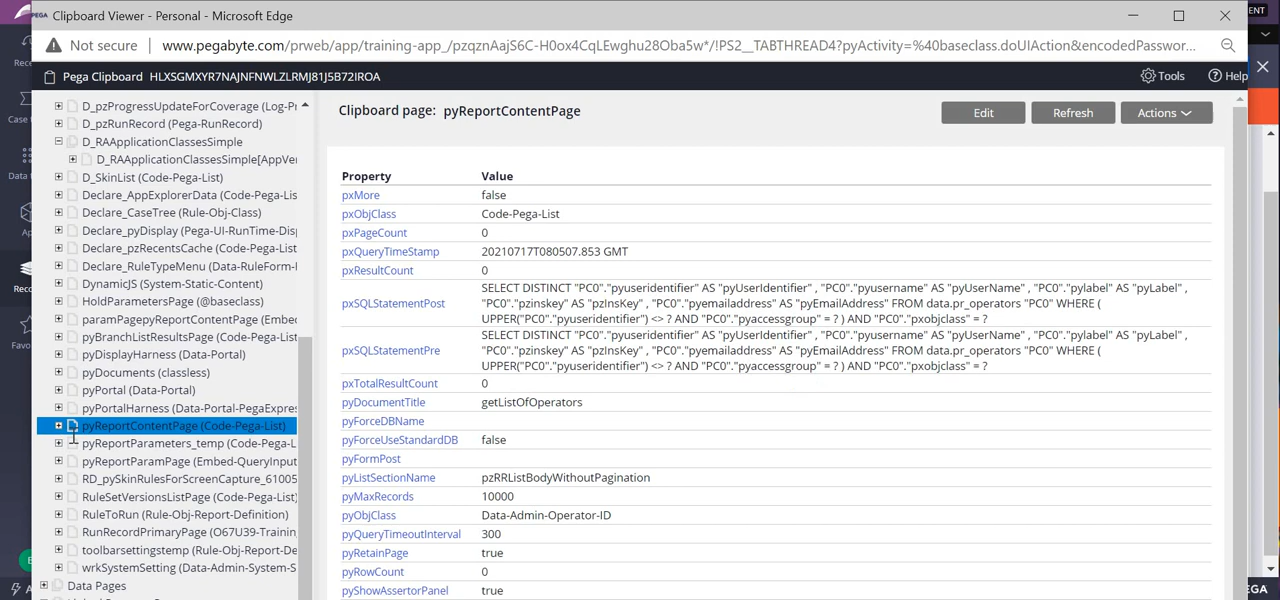 PEGA
Clipboard Viewer - Personal - Microsoft Edge
ENT
Not secure | www.pegabyte.com/prweb/app/training-app_/pzqznAajS6C-H0ox4CqLEwghu28Oba5w*/!PS2__TABTHREAD4?pyActivity=%40baseclass.doUIAction&encodedPasswor...
Pega Clipboard HLXSGMXYR7NAJNFNWLZLRMJ81J5B72IROA
Tools
Help
Rece
Case t
Data t
Ap
Reco
Favo
D_pzProgressUpdateForCoverage (Log-Pr
D_pzRunRecord (Pega-RunRecord)
D_RAApplicationClassesSimple
D_RAApplicationClassesSimple[AppVer
D_SkinList (Code-Pega-List)
Declare_AppExplorerData (Code-Pega-Lis
Declare_CaseTree (Rule-Obj-Class)
Declare_pyDisplay (Pega-UI-RunTime-Disp
Declare_pzRecentsCache (Code-Pega-List
Declare_RuleTypeMenu (Data-RuleForm-I
DynamicJS (System-Static-Content)
HoldParametersPage (@baseclass)
paramPagepyReportContentPage (Embec
pyBranchListResultsPage (Code-Pega-List
pyDisplayHarness (Data-Portal)
pyDocuments (classless)
pyPortal (Data-Portal)
pyPortalHarness (Data-Portal-PegaExpres
pyReportContentPage (Code-Pega-List)
pyReportParameters_temp (Code-Pega-L
pyReportParamPage (Embed-QueryInput
RD_pySkinRulesForScreenCapture_61005
RuleSetVersionsListPage (Code-Pega-List)
RuleToRun (Rule-Obj-Report-Definition)
RunRecordPrimaryPage (O67U39-Training
toolbarsettingstemp (Rule-Obj-Report-De
wrkSystemSetting (Data-Admin-System-S
Data Pages
Clipboard page: pyReportContentPage
Edit
Refresh
Actions
Property Value
pxMore false
pxObjClass Code-Pega-List
pxPageCount 0
pxQueryTimeStamp 20210717T080507.853 GMT
pxResultCount 0
pxSQLStatementPost
SELECT DISTINCT "PC0"."pyuseridentifier" AS "pyUserIdentifier" , "PC0"."pyusername" AS "pyUserName" , "PC0"."pylabel" AS "pyLabel" ,
"PC0"."pzinskey" AS "pzInsKey" , "PC0"."pyemailaddress" AS "pyEmailAddress" FROM data.pr_operators "PC0" WHERE (
UPPER("PC0"."pyuseridentifier") <> ? AND "PC0"."pyaccessgroup" = ? ) AND "PC0"."pxobjclass" = ?
pxSQLStatementPre
SELECT DISTINCT "PC0"."pyuseridentifier" AS "pyUserIdentifier" , "PC0"."pyusername" AS "pyUserName" , "PC0"."pylabel" AS "pyLabel" ,
"PC0"."pzinskey" AS "pzInsKey" , "PC0"."pyemailaddress" AS "pyEmailAddress" FROM data.pr_operators "PC0" WHERE (
UPPER("PC0"."pyuseridentifier") <> ? AND "PC0"."pyaccessgroup" = ? ) AND "PC0"."pxobjclass" = ?
pxTotalResultCount 0
pyDocumentTitle getListOfOperators
pyForceDBName
pyForceUseStandardDB false
pyFormPost
pyListSectionName pzRRListBodyWithoutPagination
pyMaxRecords 10000
pyObjClass Data-Admin-Operator-ID
pyQueryTimeoutInterval 300
pyRetainPage true
pyRowCount 0
pyShowAssertorPanel true
EGA